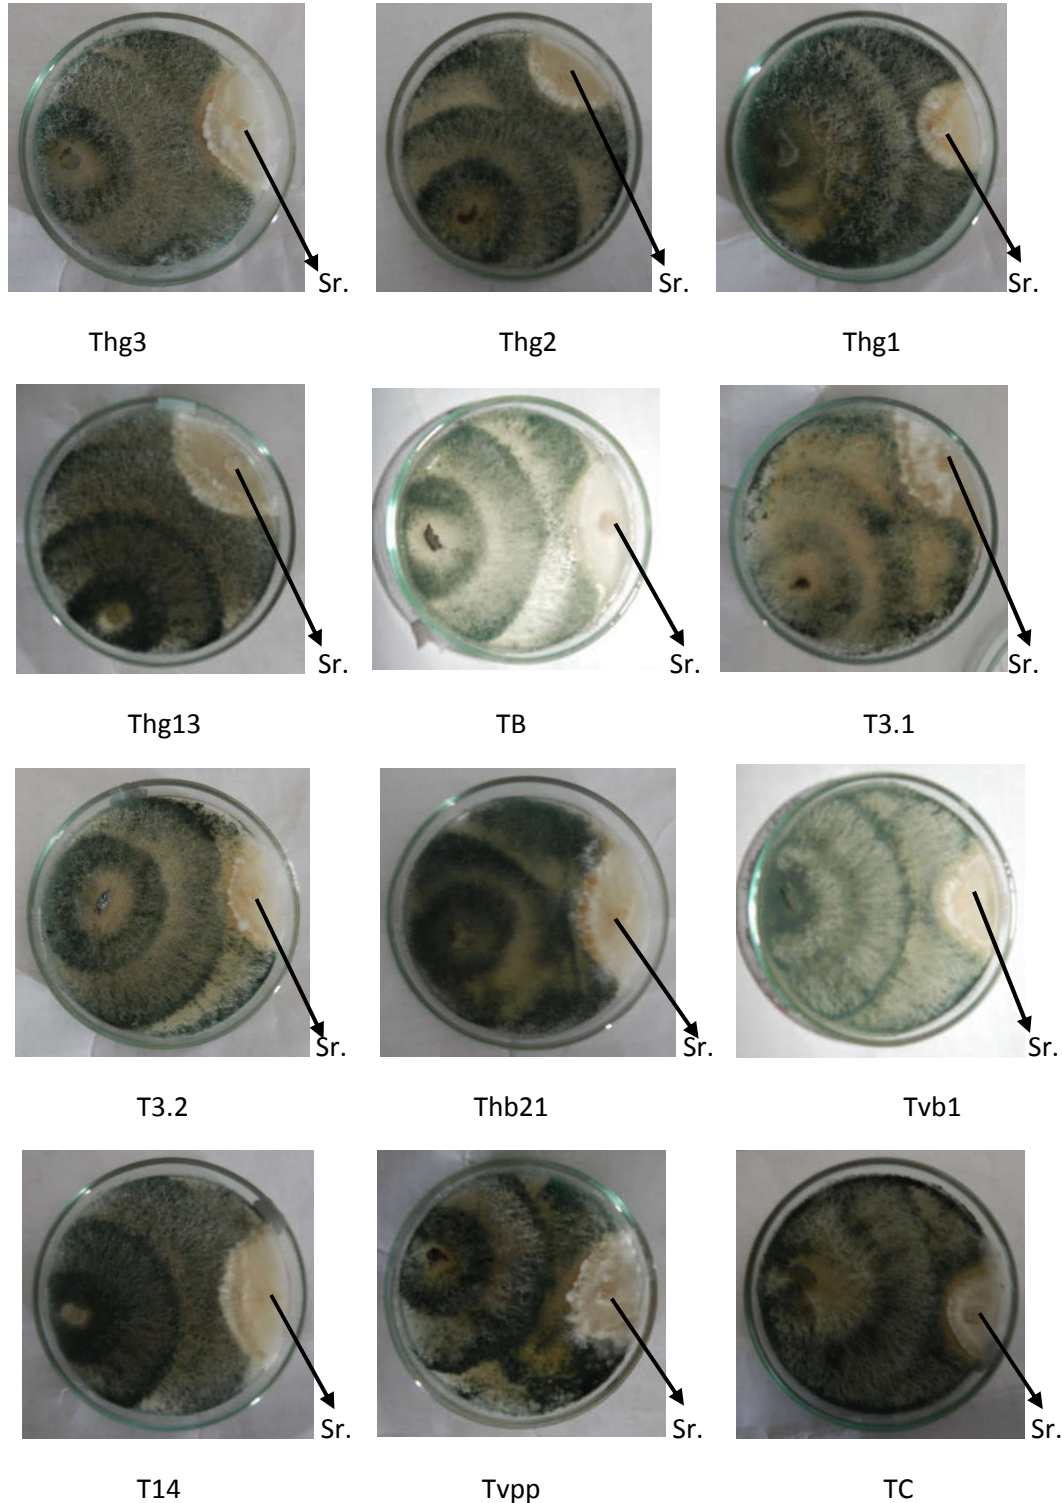 Sr. Sr. Sr.
Thg3 Thg2 Thg1
Sr. Sr. Sr.
Thg13 TB T3.1
Sr. Sr. Sr.
T3.2 Thb21 Tvb1
Sr. Sr. Sr.
T14 Tvpp TC